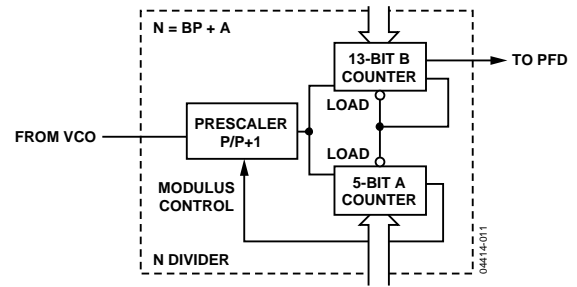 N = BP + A
13-BIT B
COUNTER
TO PFD
LOAD
PRESCALER
P/P+1
FROM VCO
LOAD
MODULUS
CONTROL
5-BIT A
COUNTER
N DIVIDER
04414-011